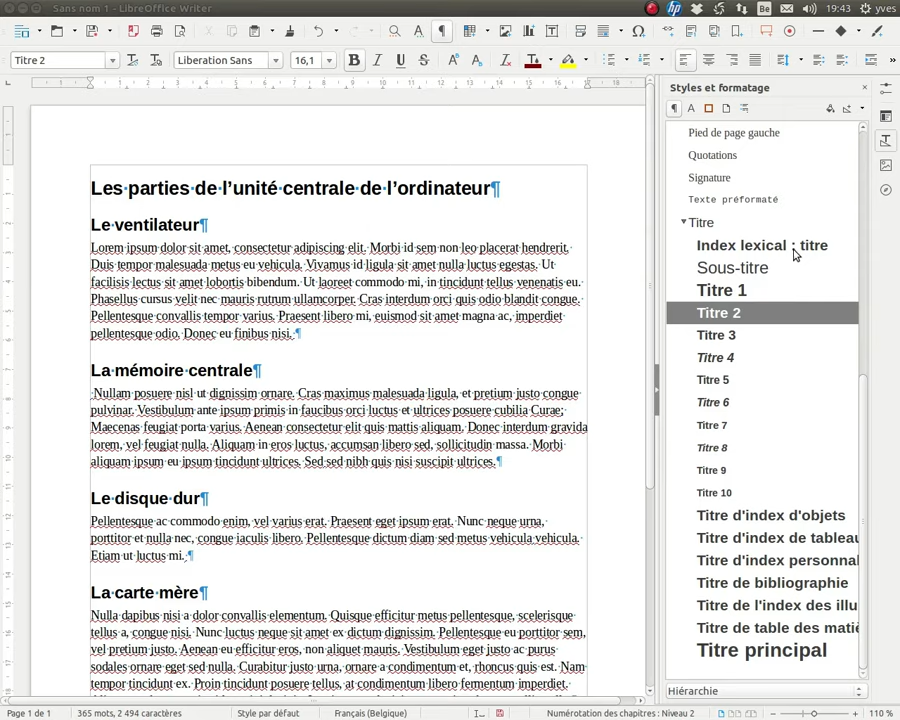 Sans nom 1 - LibreOffice Writer
Be
19:43
yves
Titre 2
Liberation Sans
16,1
Styles et formatage
Pied de page gauche
Quotations
Signature
Texte préformaté
Titre
Index lexical : titre
Sous-titre
Titre 1
Titre 2
Titre 3
Titre 4
Titre 5
Titre 6
Titre 7
Titre 8
Titre 9
Titre 10
Titre d'index d'objets
Titre d'index de tableau
Titre d'index personnal
Titre de bibliographie
Titre de l'index des illu
Titre de table des matiè
Titre principal
Hiérarchie
Les parties de l’unité centrale de l’ordinateur¶
Le ventilateur¶
Lorem ipsum dolor sit amet, consectetur adipiscing elit. Morbi id sem non leo placerat hendrerit.
Duis tempor malesuada metus eu vehicula. Vivamus id ligula sit amet nulla luctus egestas. Ut
facilisis lectus sit amet lobortis bibendum. Ut laoreet commodo mi, in tincidunt tellus venenatis eu.
Phasellus cursus velit nec mauris rutrum ullamcorper. Cras interdum orci quis odio blandit congue.
Pellentesque convallis tempor varius. Praesent libero mi, euismod sit amet magna ac, imperdiet
pellentesque odio. Donec eu finibus nisi. ¶
La mémoire centrale¶
Nullam posuere nisl ut dignissim ornare. Cras maximus malesuada ligula, et pretium justo congue
pulvinar. Vestibulum ante ipsum primis in faucibus orci luctus et ultrices posuere cubilia Curae;
Maecenas feugiat porta varius. Aenean consectetur elit quis mattis aliquam. Donec interdum gravida
lorem, vel feugiat nulla. Aliquam in eros luctus, accumsan libero sed, sollicitudin massa. Morbi
aliquam ipsum eu ipsum tincidunt ultrices. Sed sed nibh quis nisi suscipit ultrices.¶
Le disque dur¶
Pellentesque ac commodo enim, vel varius erat. Praesent eget ipsum erat. Nunc neque urna,
porttitor et nulla nec, congue iaculis libero. Pellentesque dictum diam sed metus vehicula vehicula.
Etiam ut luctus mi. ¶
La carte mère¶
Nulla dapibus nisi a dolor convallis elementum. Quisque efficitur metus pellentesque, scelerisque
tellus a, congue nisi. Nunc luctus neque sit amet ex dictum dignissim. Pellentesque eu porttitor sem,
vel pretium justo. Aenean eu efficitur eros, non aliquet mauris. Vestibulum eget ac purus
sodales ornare eget sed nulla. Curabitur justo urna, ornare a condimentum et, rhoncus quis est. Nam
tempor tincidunt ex. Proin tincidunt posuere tellus, at condimentum libero fermentum imperdiet.
Page 1 de 1
365 mots, 2 494 caractères
Style par défaut
Français (Belgique)
Numérotation des chapitres : Niveau 2
110 %